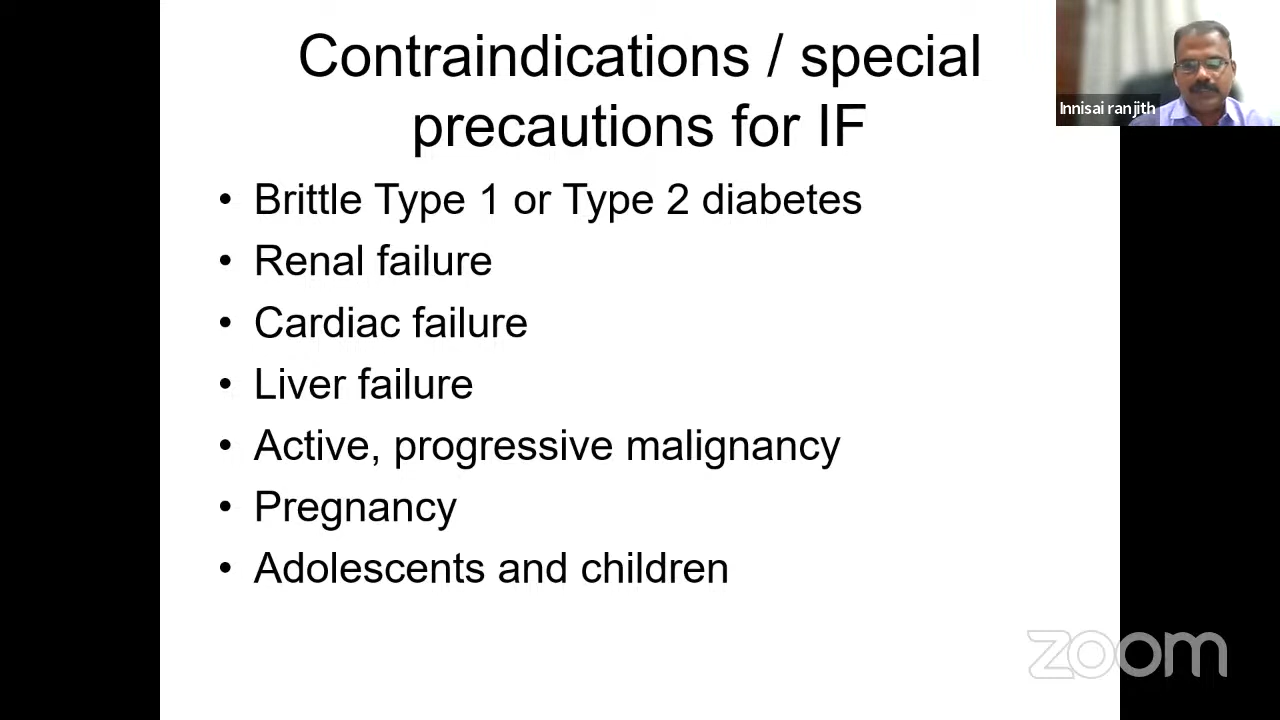 Contraindications / special
precautions for IF
Innisai ranjith
• Brittle Type 1 or Type 2 diabetes
• Renal failure
• Cardiac failure
• Liver failure
• Active, progressive malignancy
• Pregnancy
• Adolescents and children
zoom